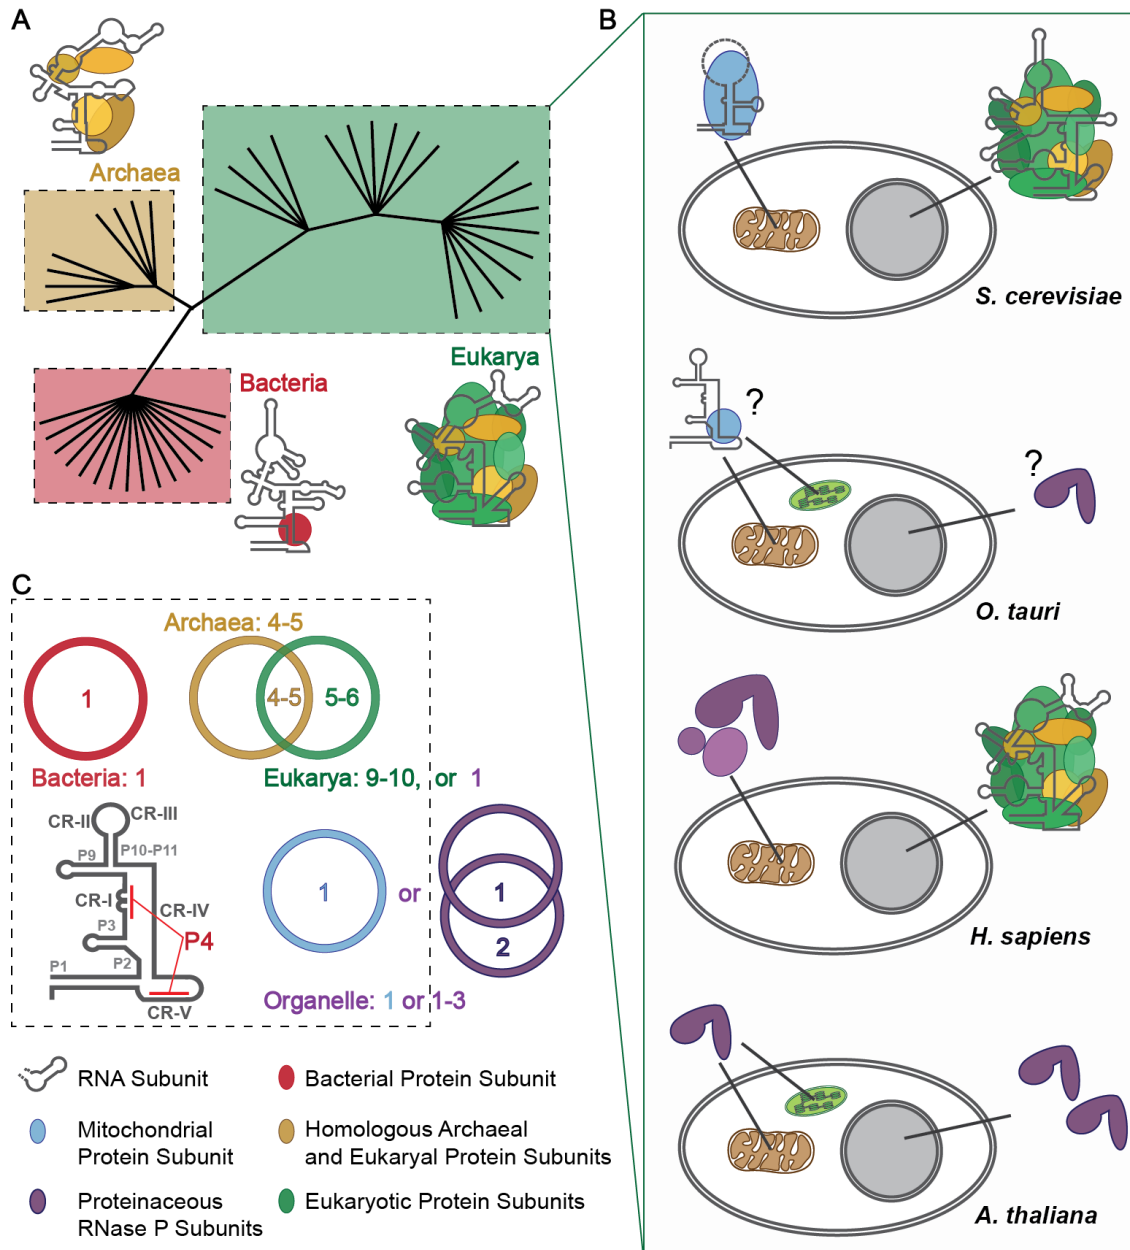 A
Archaea
Eukarya
Bacteria
B
S. cerevisiae
?
?
O. tauri
H. sapiens
A. thaliana
C
Archaea: 4-5
1
4-5
5-6
Bacteria: 1
Eukarya: 9-10, or 1
CR-II
CR-III
P9
P10-P11
CR-I
CR-IV
P3
P4
P1
P2
CR-V
1
or
1
2
Organelle: 1 or 1-3
RNA Subunit
Bacterial Protein Subunit
Mitochondrial
Protein Subunit
Homologous Archaeal
and Eukaryal Protein Subunits
Proteinaceous
RNase P Subunits
Eukaryotic Protein Subunits